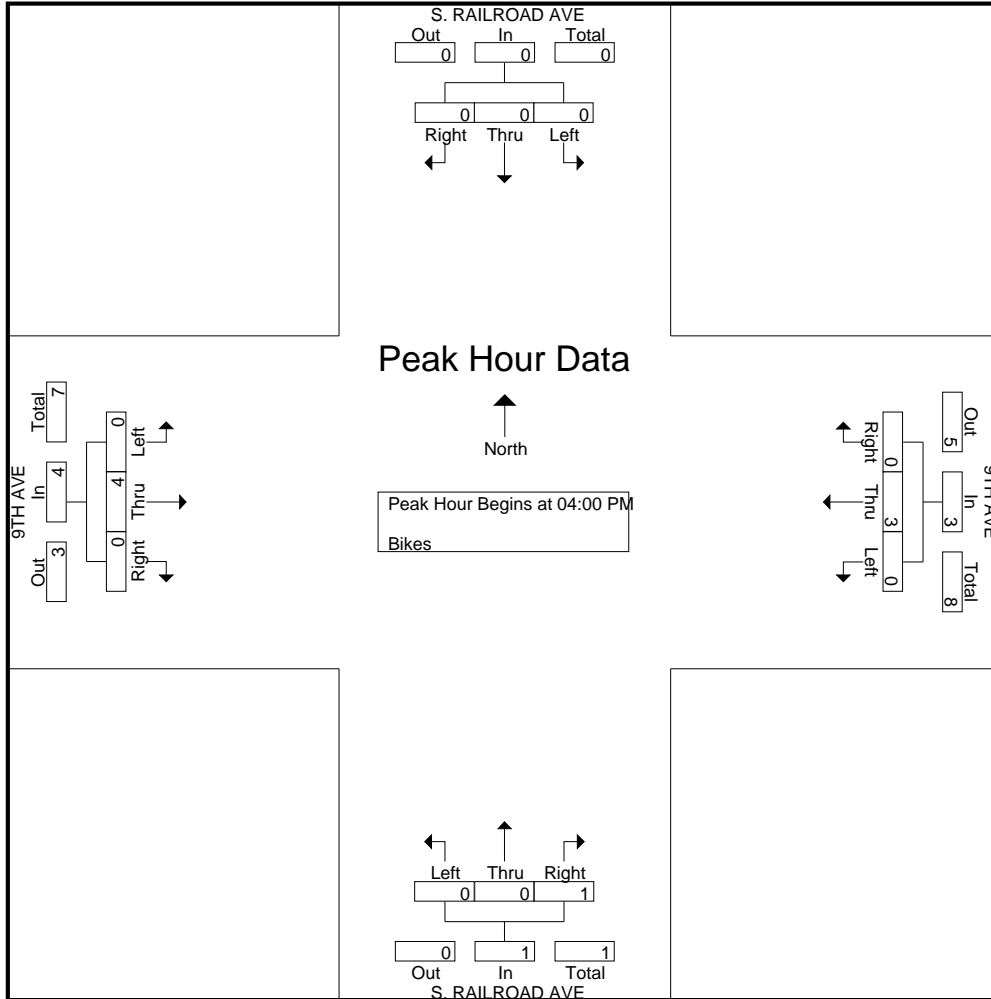 S. RAILROAD AVE
Out In Total
0 0 0
0 0 0
Right Thru Left
Peak Hour Data
North
Peak Hour Begins at 04:00 PM
Bikes
9TH AVE
Out In Total
3 4 7
0 4 0
Right Thru Left
9TH AVE
Out In Total
5 3 8
0 3 0
Right Thru Left
Left Thru Right
0 0 1
0 1 1
Out In Total
S. RAILROAD AVE